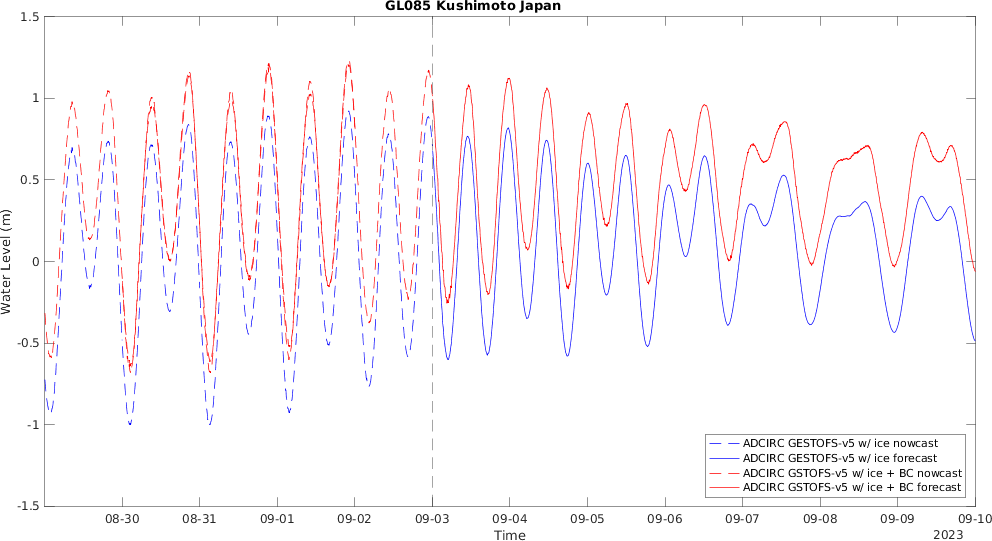 GL085 Kushimoto Japan
1.5
1
0.5
0
-0.5
-1
-1.5
Water Level (m)
08-30 08-31 09-01 09-02 09-03 09-04 09-05 09-06 09-07 09-08 09-09 09-10
Time
2023
ADCIRC GESTOFS-v5 w/ ice nowcast
ADCIRC GESTOFS-v5 w/ ice forecast
ADCIRC GSTOFS-v5 w/ ice + BC nowcast
ADCIRC GSTOFS-v5 w/ ice + BC forecast